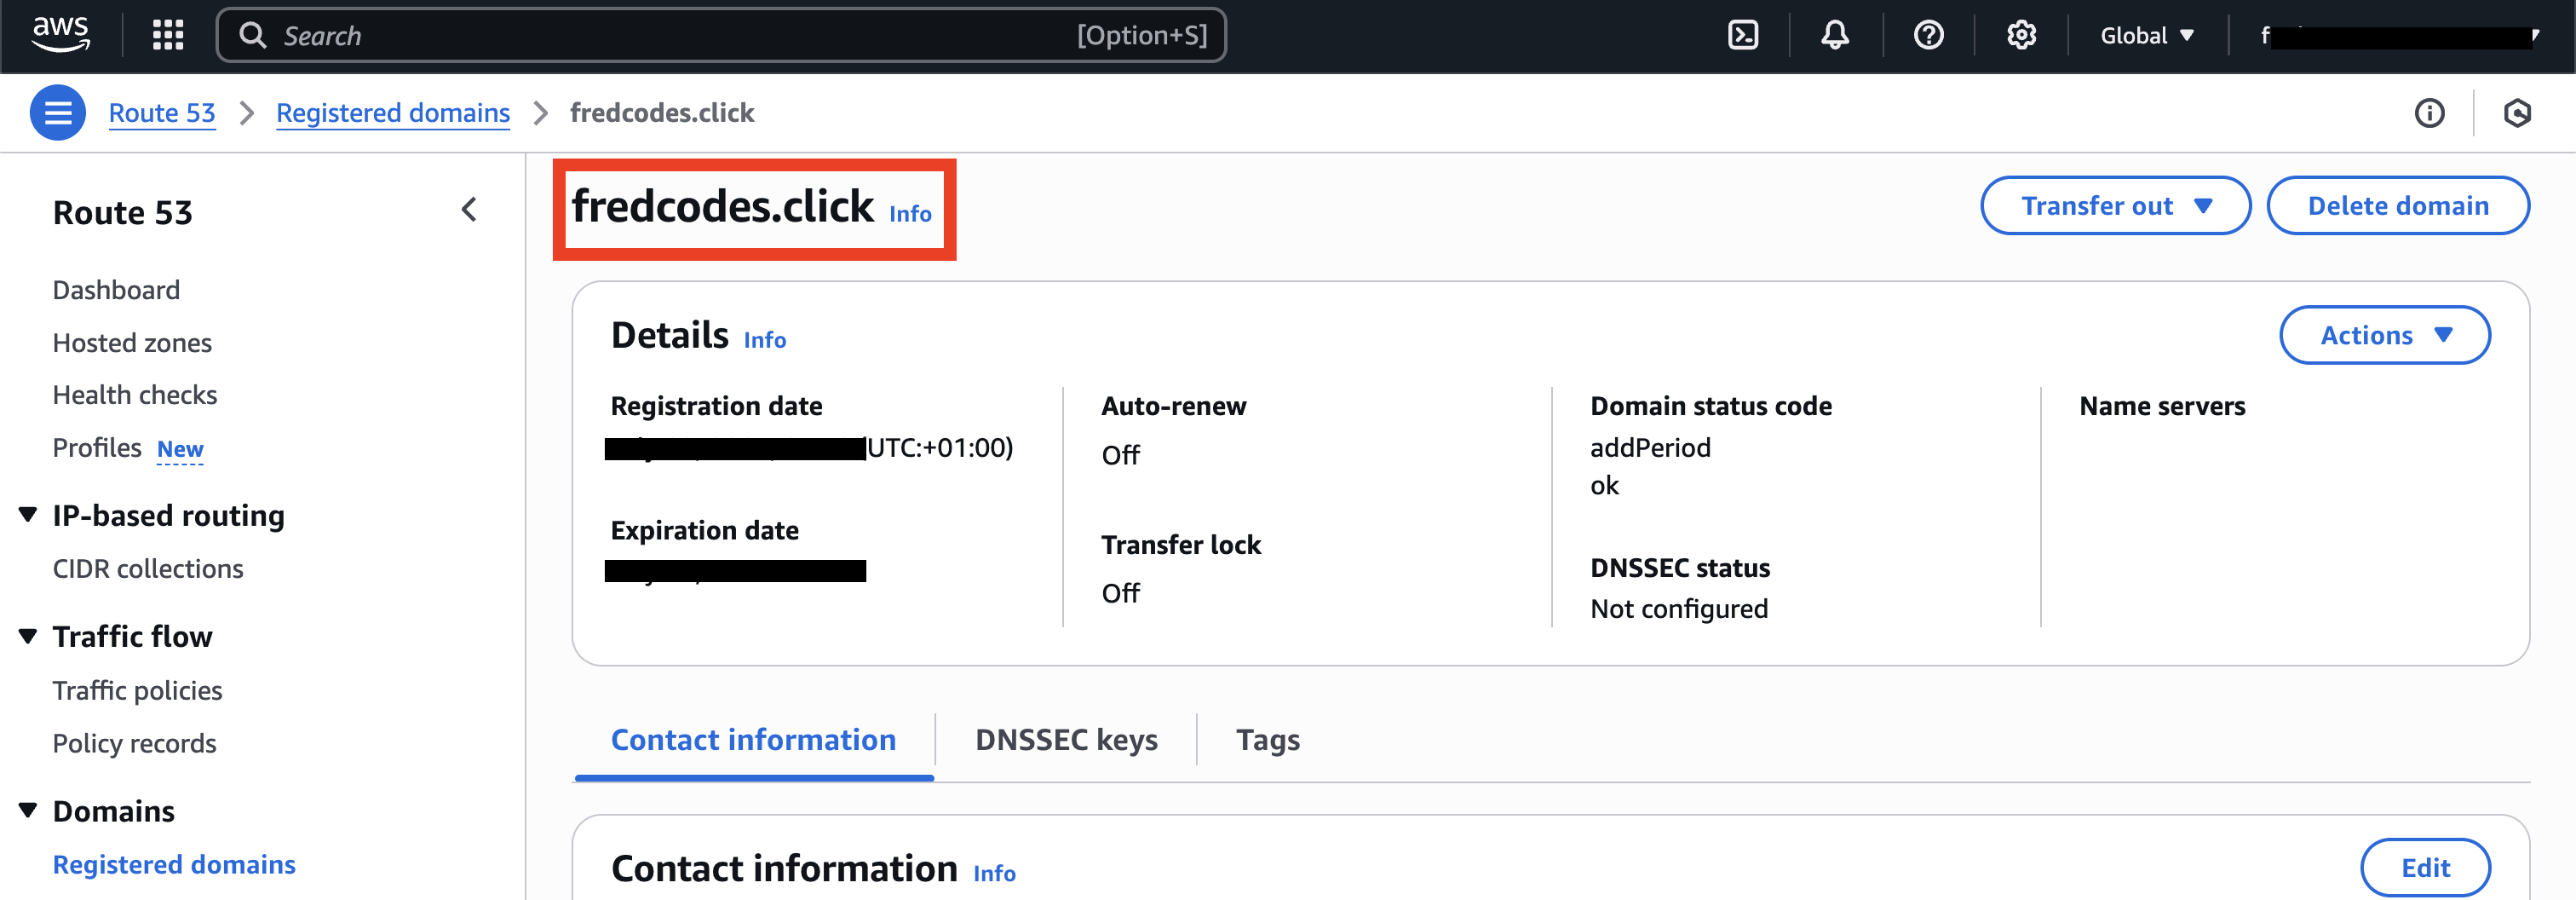 aws
Search [Option+S]
Global
Route 53 Registered domains fredcodes.click
Route 53
Dashboard
Hosted zones
Health checks
Profiles New
IP-based routing
CIDR collections
Traffic flow
Traffic policies
Policy records
Domains
Registered domains
fredcodes.click Info
Transfer out
Delete domain
Details Info
Actions
Registration date
UTC:+01:00)
Expiration date
Auto-renew
Off
Transfer lock
Off
Domain status code
addPeriod
ok
DNSSEC status
Not configured
Name servers
Contact information
DNSSEC keys
Tags
Contact information Info
Edit